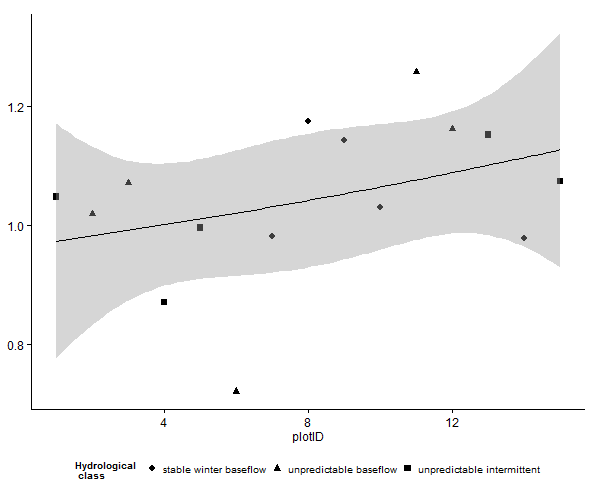 1.2
1.0
0.8
4 8 12
plotID
Hydrological
class
stable winter baseflow unpredictable baseflow unpredictable intermittent